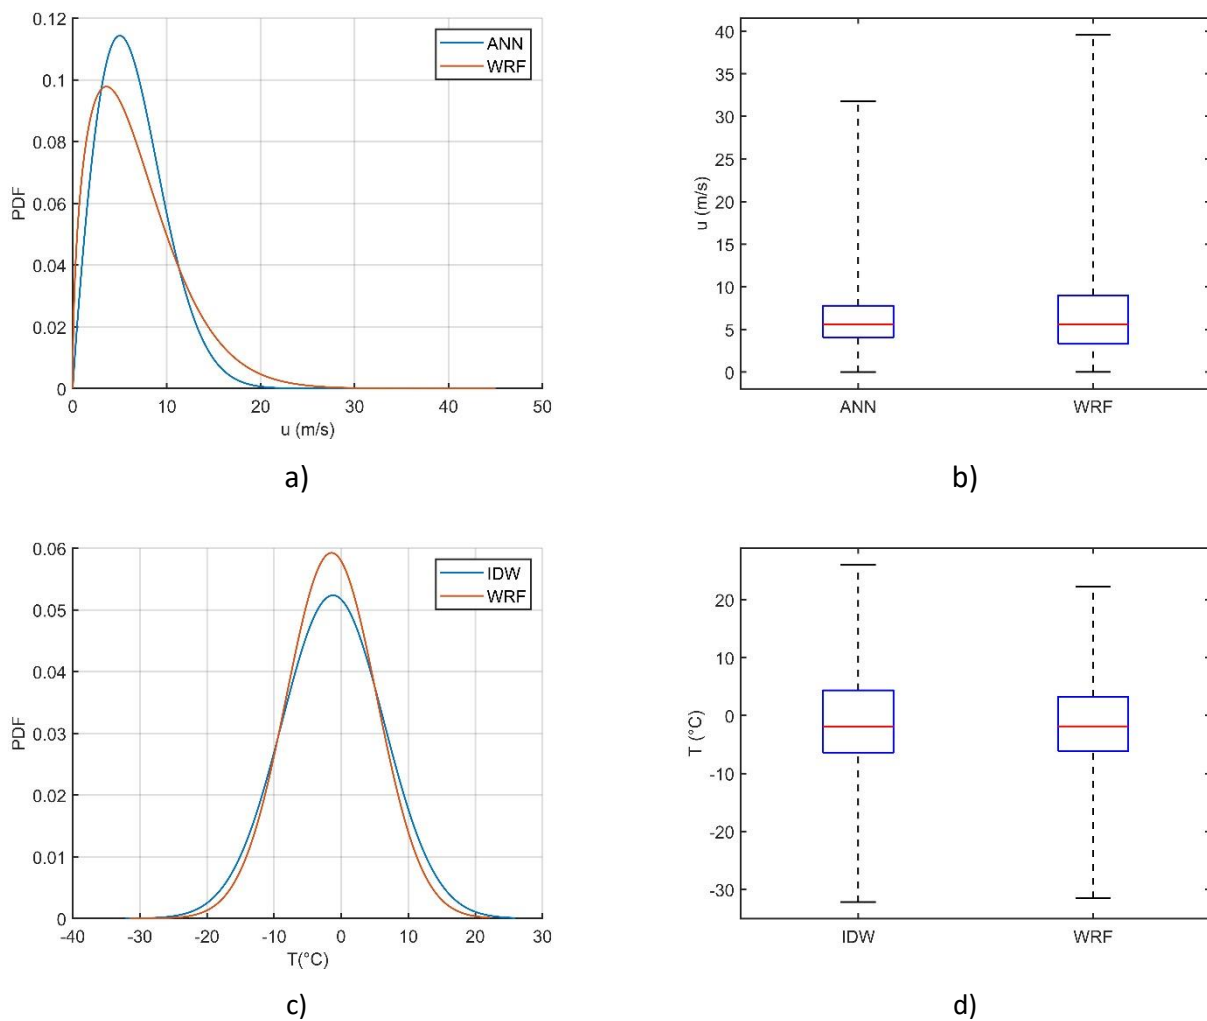 0.12
0.1
0.08
0.06
0.04
0.02
0
PDF
0 10 20 30 40 50
u (m/s)
ANN
WRF
a)
40
35
30
25
20
15
10
5
0
u (m/s)
ANN WRF
b)
0.06
0.05
0.04
0.03
0.02
0.01
0
PDF
-40 -30 -20 -10 0 10 20 30
T(°C)
IDW
WRF
c)
20
10
0
-10
-20
-30
T (°C)
IDW WRF
d)